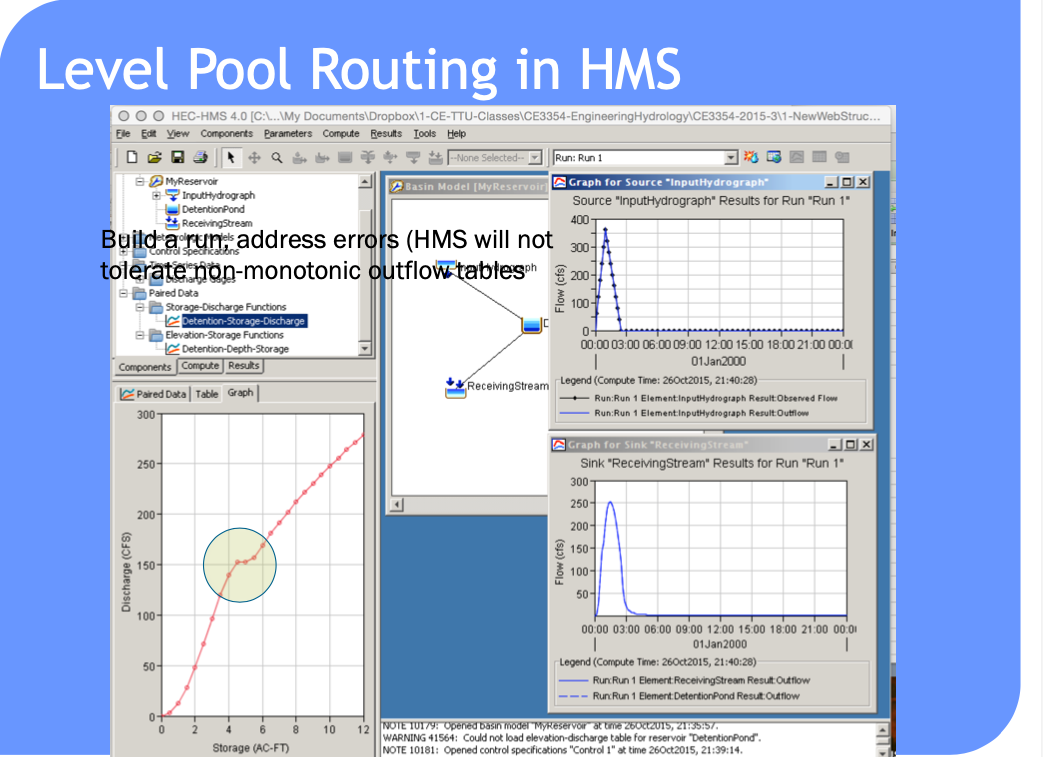 Level Pool Routing in HMS
HEC-HMS 4.0 [C:\...\My Documents\Dropbox\1-CE-TTU-Classes\CE3354-EngineeringHydrology\CE3354-2015-3\1-NewWebStruc...
File Edit View Components Parameters Compute Results Tools Help
--None Selected-- Run: Run 1
MyReservoir
InputHydrograph
DetentionPond
ReceivingStream
Build a run, address errors (HMS will not
tolerate non-monotonic outflow tables
Control Specifications
Time-Series Data
Discharge Gages
Paired Data
Storage-Discharge Functions
Detention-Storage-Discharge
Elevation-Storage Functions
Detention-Depth-Storage
Components Compute Results
Paired Data Table Graph
300
250
200
150
100
50
0
Discharge (CFS)
0 2 4 6 8 10 12
Storage (AC-FT)
Basin Model [MyReservoir]
ReceivingStream
Graph for Source "InputHydrograph"
Source "InputHydrograph" Results for Run "Run 1"
400
300
200
100
0
Flow (cfs)
00:00 03:00 06:00 09:00 12:00 15:00 18:00 21:00 00:0
01Jan2000
Legend (Compute Time: 26Oct2015, 21:40:28)
Run:Run 1 Element:InputHydrograph Result:Observed Flow
Run:Run 1 Element:InputHydrograph Result:Outflow
Graph for Sink "ReceivingStream"
Sink "ReceivingStream" Results for Run "Run 1"
300
250
200
150
100
50
Flow (cfs)
00:00 03:00 06:00 09:00 12:00 15:00 18:00 21:00 00:0
01Jan2000
Legend (Compute Time: 26Oct2015, 21:40:28)
Run:Run 1 Element:ReceivingStream Result:Outflow
Run:Run 1 Element:DetentionPond Result:Outflow
NOTE 10179: Opened basin model "MyReservoir" at time 26Oct2015, 21:35:57.
WARNING 41564: Could not load elevation-discharge table for reservoir "DetentionPond".
NOTE 10181: Opened control specifications "Control 1" at time 26Oct2015, 21:39:14.